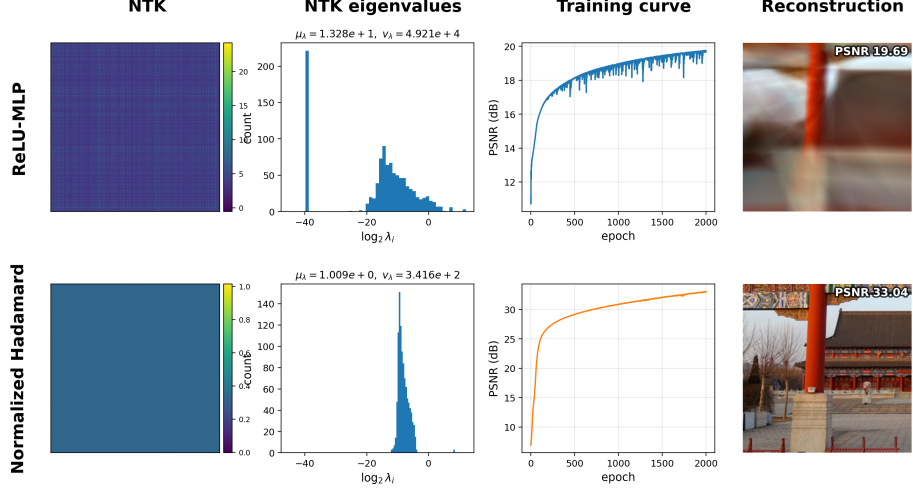 NTK
NTK eigenvalues
Training curve
Reconstruction
ReLU-MLP
20
15
10
5
0
μλ = 1.328e + 1, vλ = 4.921e + 4
count
200
150
100
50
0
−40
−20
0
log₂ λᵢ
PSNR (dB)
20
18
16
14
12
0
500
1000
1500
2000
epoch
PSNR 19.69
Normalized Hadamard
1.0
0.8
0.6
0.4
0.2
0.0
μλ = 1.009e + 0, vλ = 3.416e + 2
count
140
120
100
80
60
40
20
0
−40
−20
0
log₂ λᵢ
PSNR (dB)
30
25
20
15
10
0
500
1000
1500
2000
epoch
PSNR 33.04